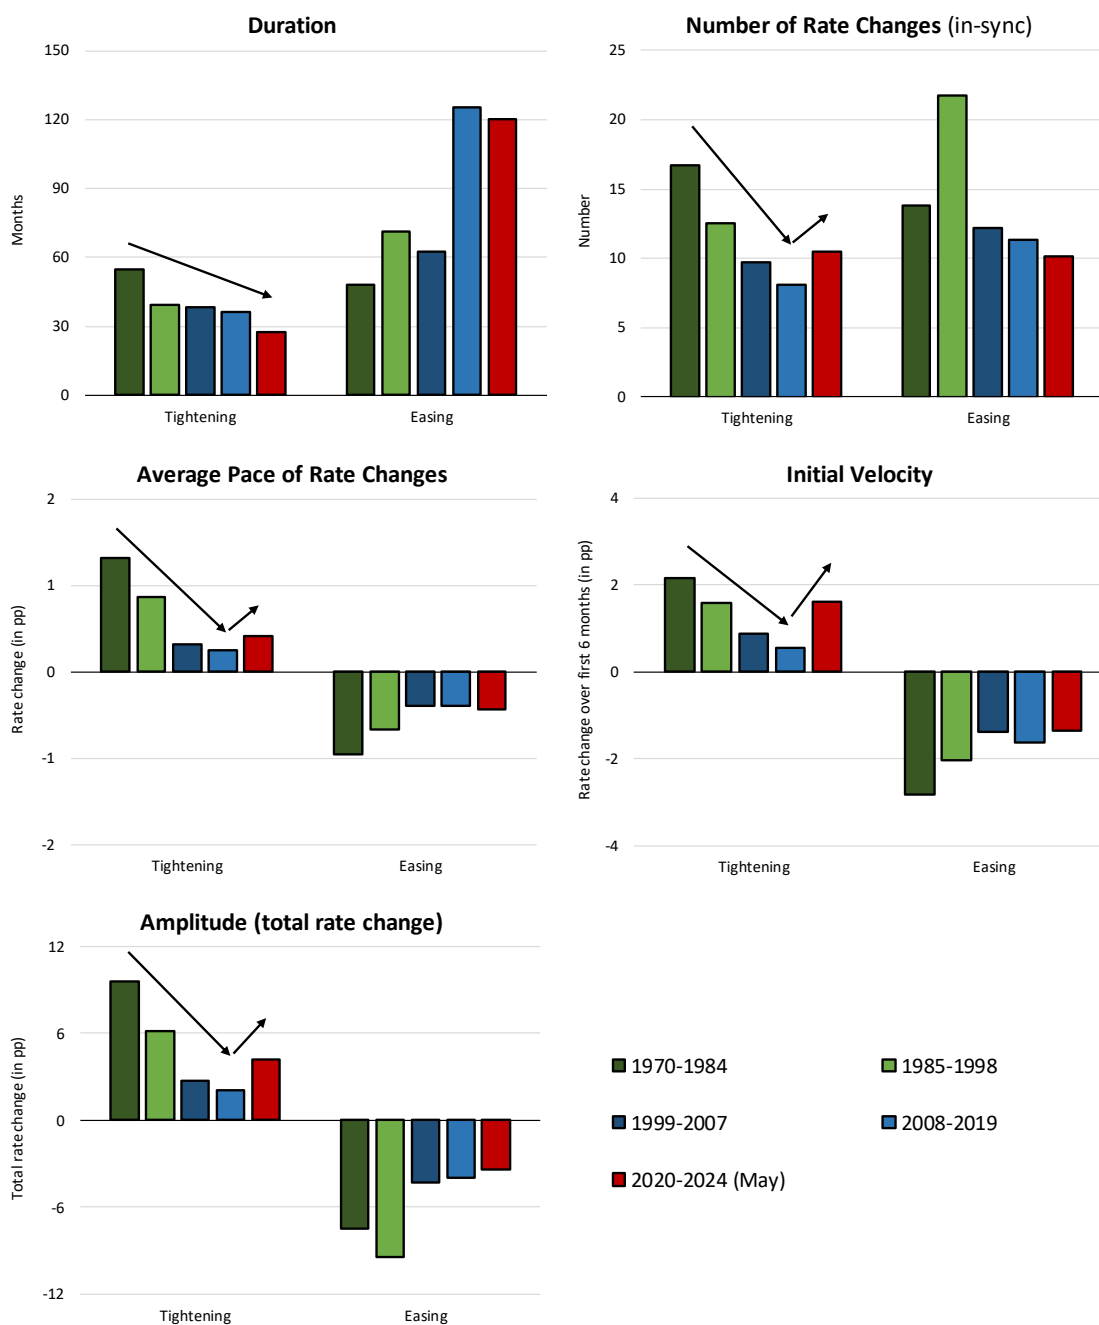 Duration
150
120
90
60
30
0
Months
Tightening
Easing
Number of Rate Changes (in-sync)
25
20
15
10
5
0
Number
Tightening
Easing
Average Pace of Rate Changes
2
1
0
-1
-2
Rate change (in pp)
Tightening
Easing
Initial Velocity
4
2
0
-2
-4
Rate change over first 6 months (in pp)
Tightening
Easing
Amplitude (total rate change)
12
6
0
-6
-12
Total rate change (in pp)
Tightening
Easing
1970-1984
1985-1998
1999-2007
2008-2019
2020-2024 (May)